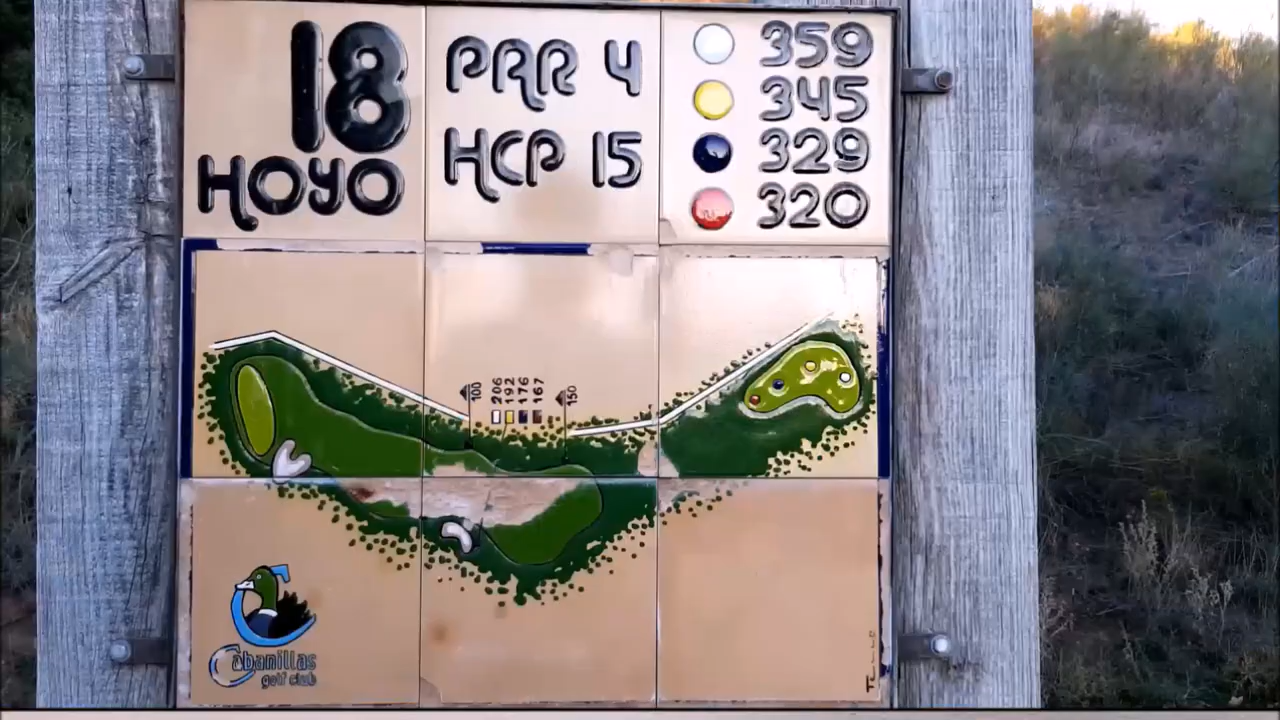 18
HOYO
PAR 4
HCP 15
359
345
329
320
100
206
192
176
167
150
Cabanillas
golf club